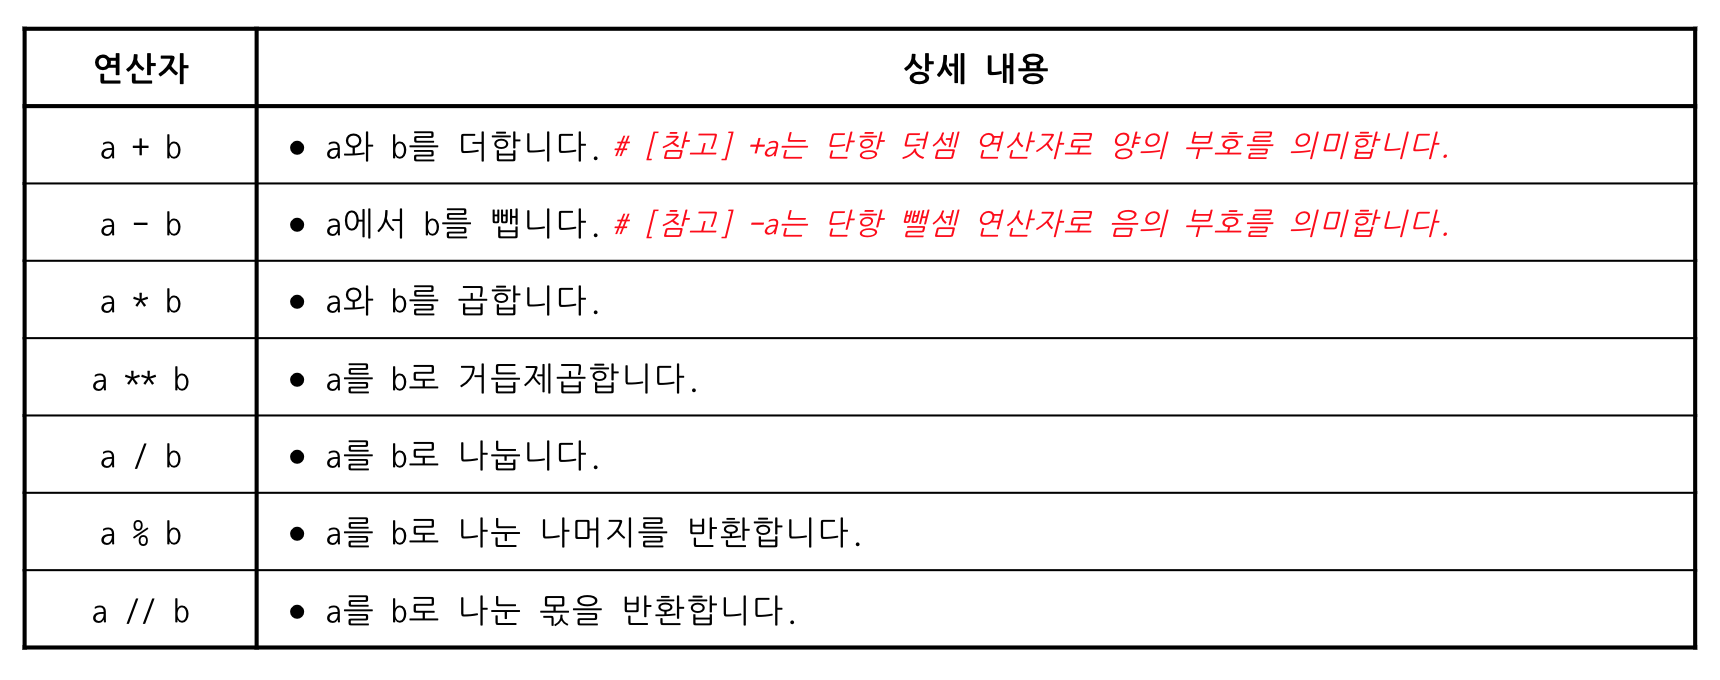 연산자 상세 내용
a + b ● a와 b를 더합니다. # [참고] +a는 단항 덧셈 연산자로 양의 부호를 의미합니다.
a - b ● a에서 b를 뺍니다. # [참고] -a는 단항 뺄셈 연산자로 음의 부호를 의미합니다.
a * b ● a와 b를 곱합니다.
a ** b ● a를 b로 거듭제곱합니다.
a / b ● a를 b로 나눕니다.
a % b ● a를 b로 나눈 나머지를 반환합니다.
a // b ● a를 b로 나눈 몫을 반환합니다.